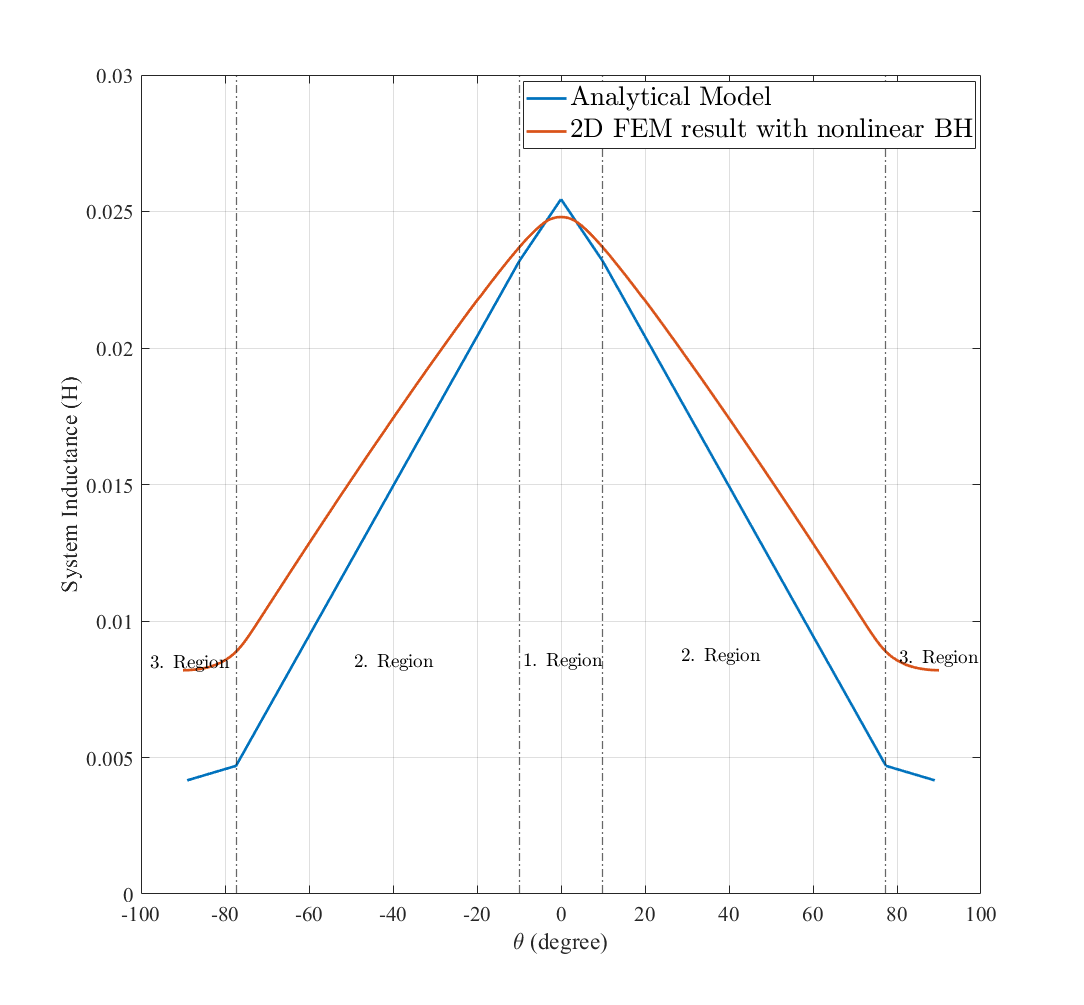 0.03
Analytical Model
2D FEM result with nonlinear BH
0.025
0.02
0.015
0.01
0.005
0
System Inductance (H)
3. Region
2. Region
1. Region
2. Region
3. Region
-100 -80 -60 -40 -20 0 20 40 60 80 100
θ (degree)